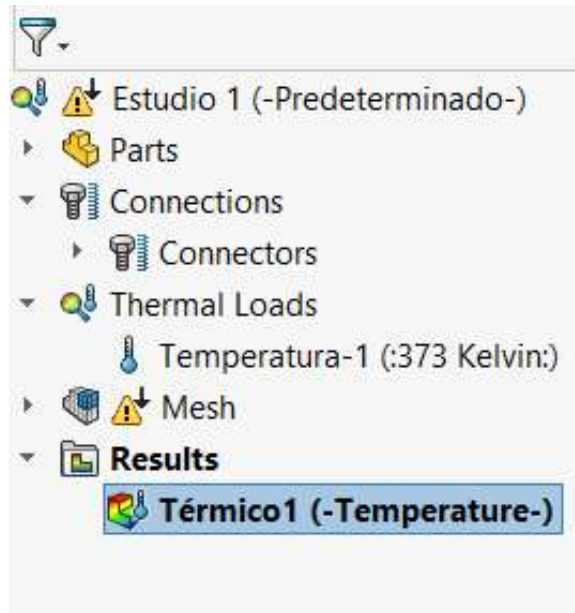 Estudio 1 (-Predeterminado-)
Parts
Connections
Connectors
Thermal Loads
Temperatura-1 (:373 Kelvin:)
Mesh
Results
Térmico1 (-Temperature-)